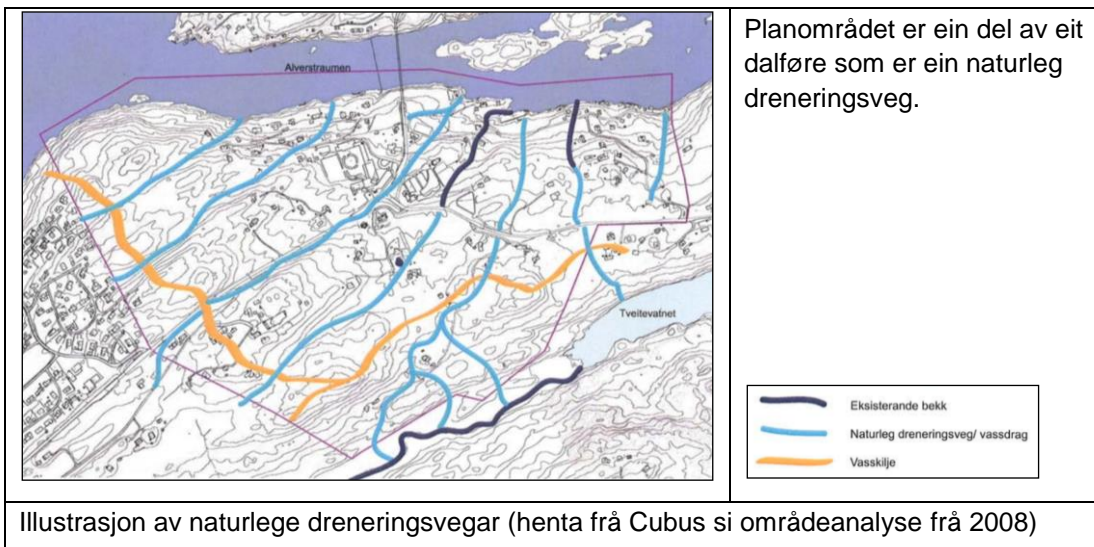 Alverstraumen
Tveitevatnet
Planområdet er ein del av eit
dalføre som er ein naturleg
dreneringsveg.
Eksisterande bekk
Naturleg dreneringsveg/ vassdrag
Vasskilje
Illustrasjon av naturlege dreneringsvegar (henta frå Cubus si områdeanalyse frå 2008)